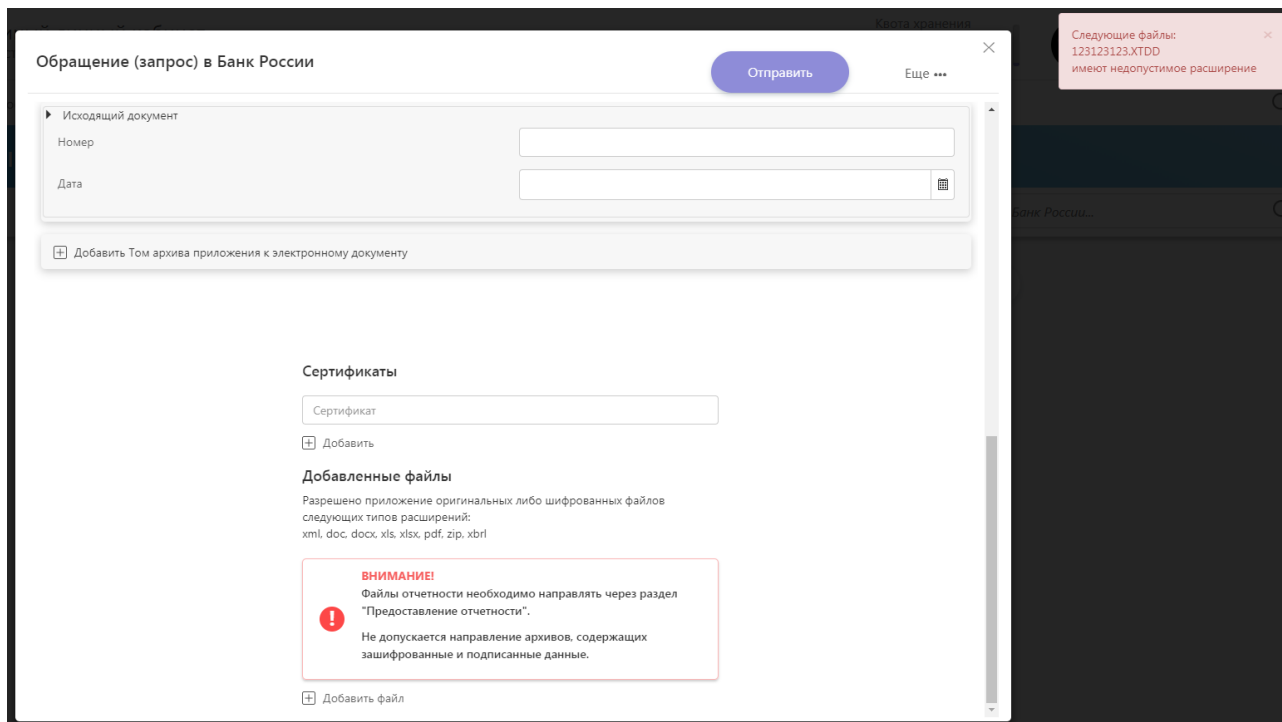 Квота хранения
Следующие файлы:
123123123.XTDD
имеют недопустимое расширение
Обращение (запрос) в Банк России
Отправить
Еще •••
Исходящий документ
Номер
Дата
Банк России...
Добавить Том архива приложения к электронному документу
Сертификаты
Сертификат
Добавить
Добавленные файлы
Разрешено приложение оригинальных либо шифрованных файлов
следующих типов расширений:
xml, doc, docx, xls, xlsx, pdf, zip, xbrl
ВНИМАНИЕ!
Файлы отчетности необходимо направлять через раздел
"Предоставление отчетности".
Не допускается направление архивов, содержащих
зашифрованные и подписанные данные.
Добавить файл